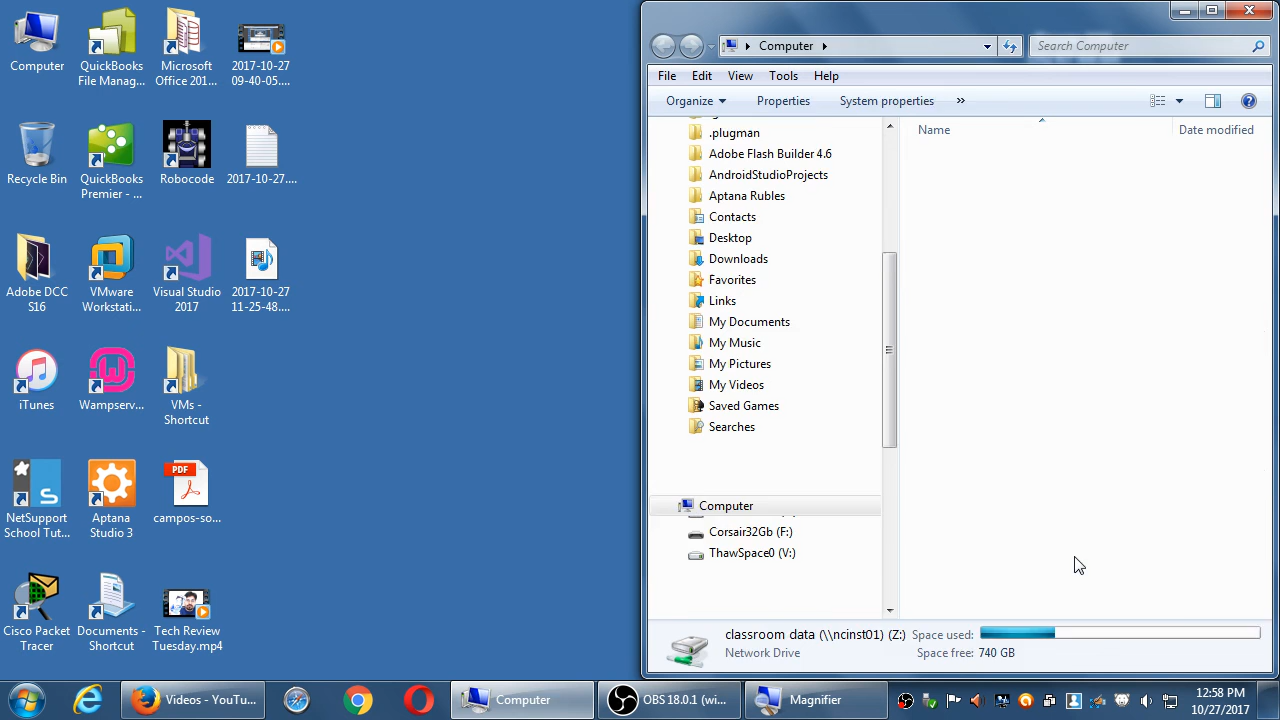 Computer
QuickBooks
File Manag...
Microsoft
Office 201...
2017-10-27
09-40-05....
Recycle Bin
QuickBooks
Premier - ...
Robocode
2017-10-27....
Adobe DCC
S16
VMware
Workstati...
Visual Studio
2017
2017-10-27
11-25-48....
iTunes
Wampserv...
VMs -
Shortcut
NetSupport
School Tut...
Aptana
Studio 3
PDF
campos-so...
Cisco Packet
Tracer
Documents -
Shortcut
Tech Review
Tuesday.mp4
Computer
Search Computer
File Edit View Tools Help
Organize Properties System properties »
Name Date modified
.plugman
Adobe Flash Builder 4.6
AndroidStudioProjects
Aptana Rubles
Contacts
Desktop
Downloads
Favorites
Links
My Documents
My Music
My Pictures
My Videos
Saved Games
Searches
Computer
Corsair32Gb (F:)
ThawSpace0 (V:)
classroom data (\\ncinst01) (Z:) Space used:
Network Drive Space free: 740 GB
Videos - YouTu...
Computer
OBS 18.0.1 (wi...
Magnifier
12:58 PM
10/27/2017